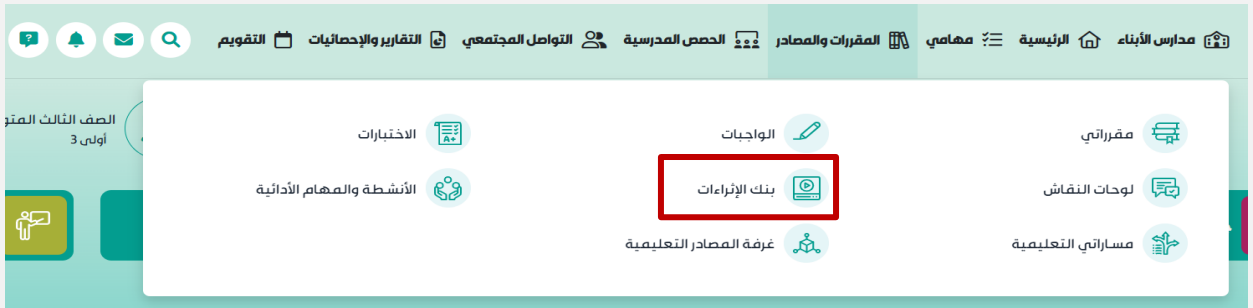 مدارس الأبناء الرئيسية مهامي المقررات والمصادر الحصص المدرسية التواصل المجتمعي التقارير والإحصائيات التقويم
الصف الثالث المتو
أولى 3
مقرراتي الواجبات الاختبارات
A+
لوحات النقاش بنك الإثراءات الأنشطة والمهام الأدائية
مساراتي التعليمية غرفة المصادر التعليمية